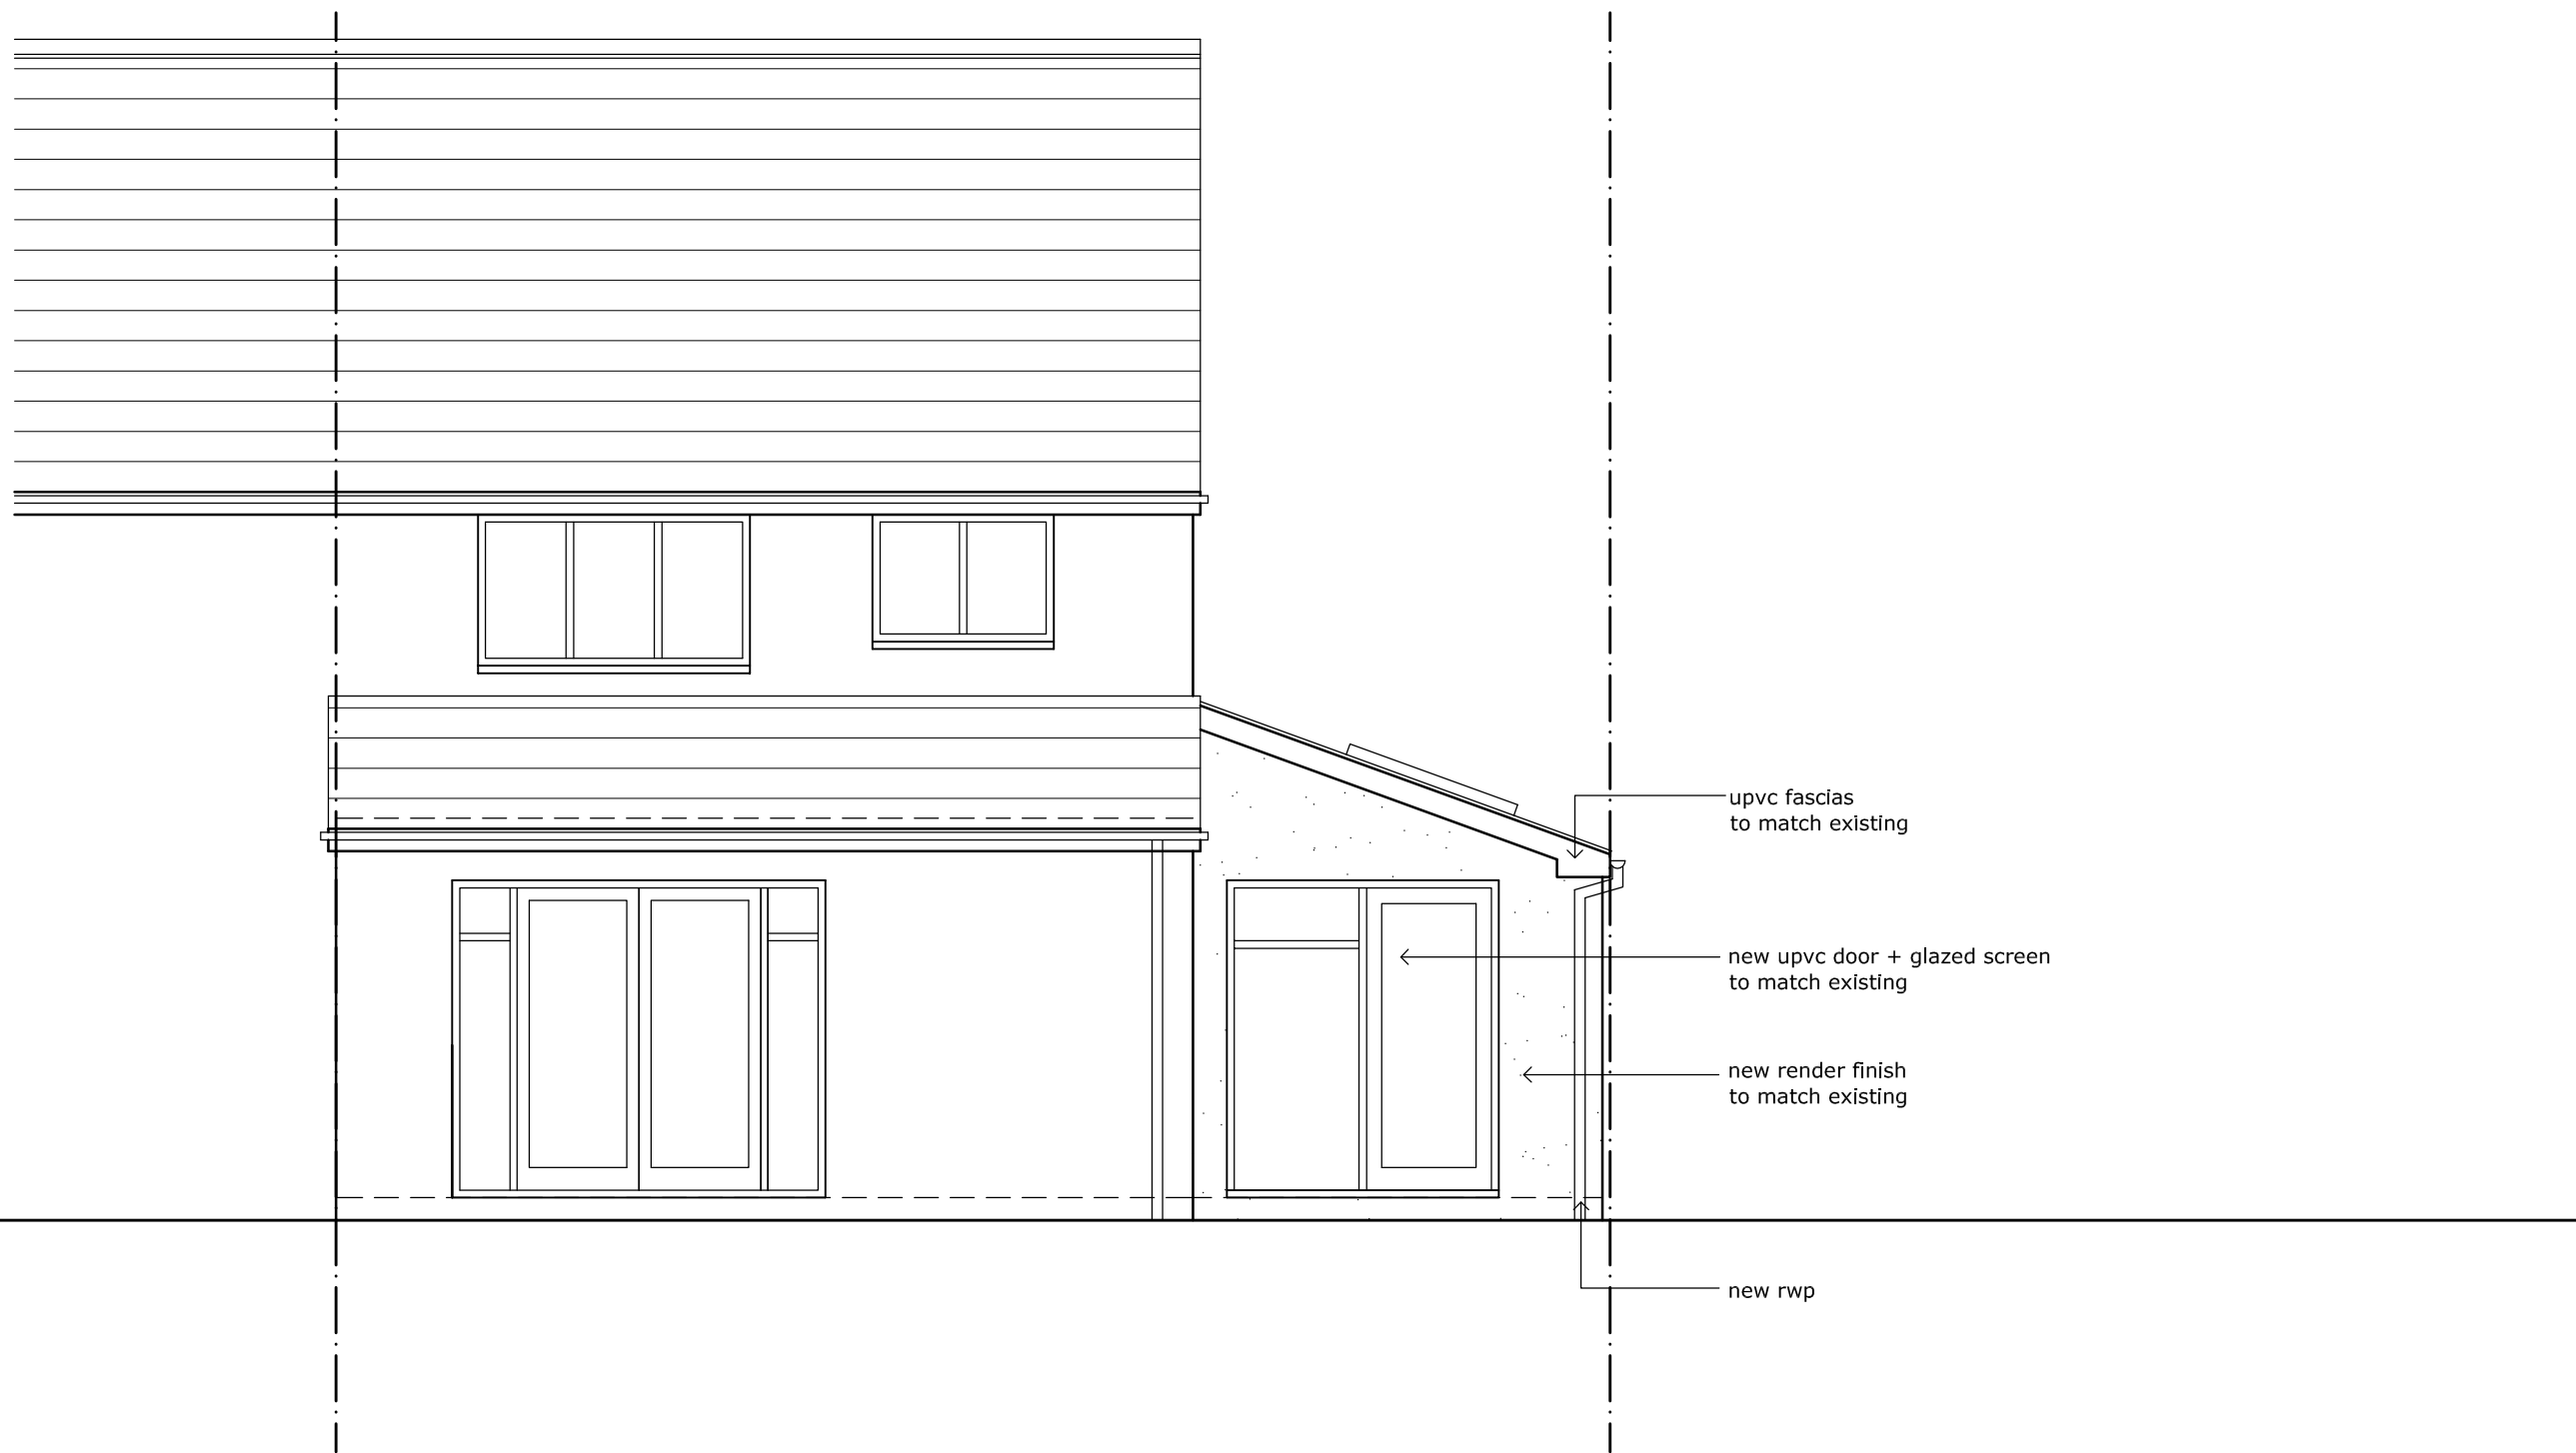 upvc fascias
to match existing
new upvc door + glazed screen
to match existing
new render finish
to match existing
new rwp